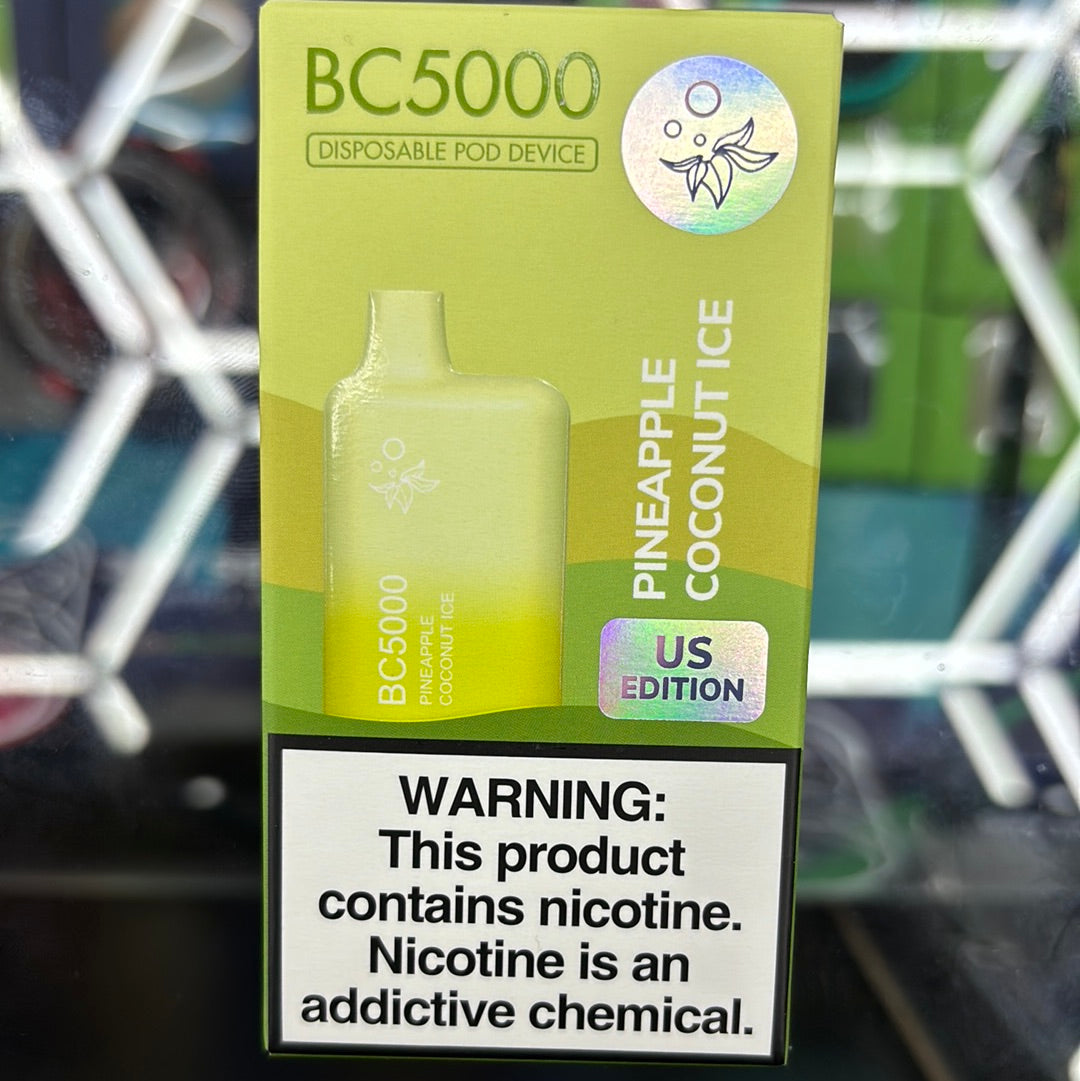 BC5000
DISPOSABLE POD DEVICE
PINEAPPLE
COCONUT ICE
BC5000
PINEAPPLE
COCONUT ICE
US
EDITION
WARNING:
This product
contains nicotine.
Nicotine is an
addictive chemical.